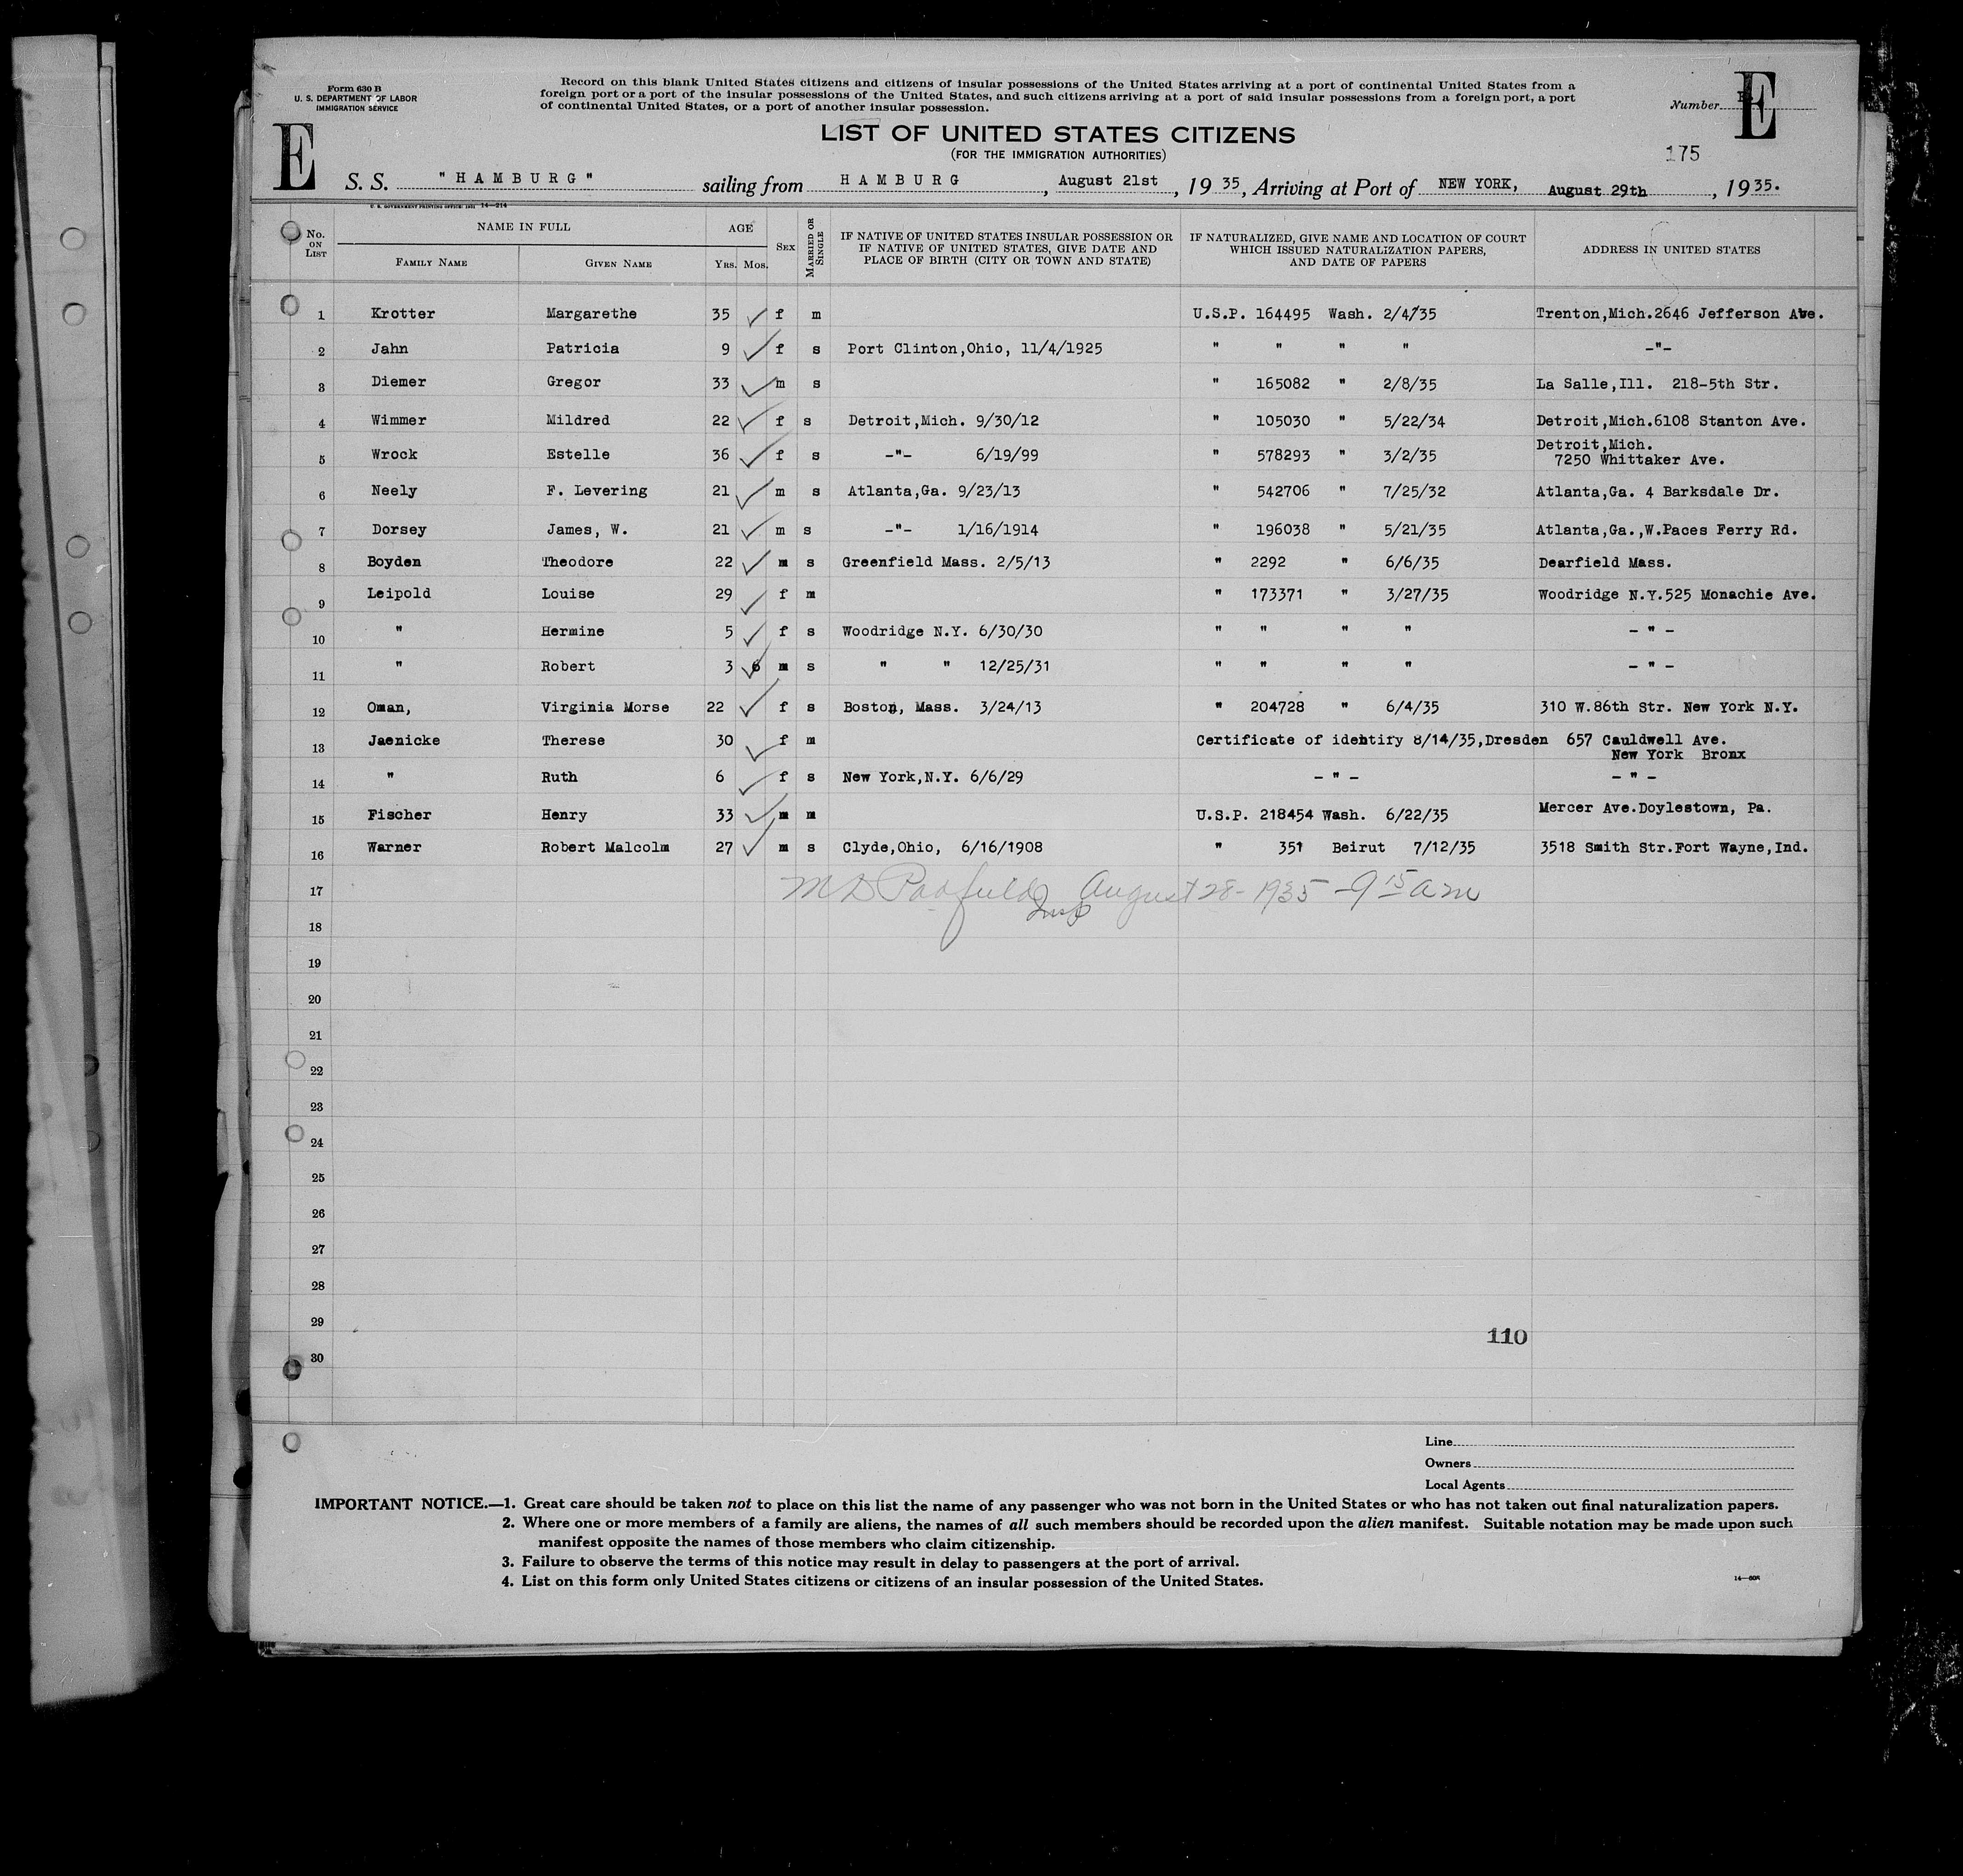 Form 630 B
U. S. DEPARTMENT OF LABOR
IMMIGRATION SERVICE
Record on this blank United States citizens and citizens of insular possessions of the United States arriving at a port of continental United States from a
foreign port or a port of the insular possessions of the United States, and such citizens arriving at a port of said insular possessions from a foreign port, a port
of continental United States, or a port of another insular possession.
Number E
LIST OF UNITED STATES CITIZENS
(FOR THE IMMIGRATION AUTHORITIES)
175
E S. S. "HAMBURG" sailing from HAMBURG, August 21st, 1935, Arriving at Port of NEW YORK, August 29th, 1935.
U. S. GOVERNMENT PRINTING OFFICE: 1931 14—214
No. ON LIST NAME IN FULL FAMILY NAME GIVEN NAME AGE YRS. MOS. SEX MARRIED OR SINGLE IF NATIVE OF UNITED STATES INSULAR POSSESSION OR IF NATIVE OF UNITED STATES, GIVE DATE AND PLACE OF BIRTH (CITY OR TOWN AND STATE) IF NATURALIZED, GIVE NAME AND LOCATION OF COURT WHICH ISSUED NATURALIZATION PAPERS, AND DATE OF PAPERS ADDRESS IN UNITED STATES
1 Krotter Margarethe 35 f m U.S.P. 164495 Wash. 2/4/35 Trenton,Mich.2646 Jefferson Ave.
2 Jahn Patricia 9 f s Port Clinton,Ohio, 11/4/1925 " " " " -"-
3 Diemer Gregor 33 m s " 165082 " 2/8/35 La Salle,Ill. 218-5th Str.
4 Wimmer Mildred 22 f s Detroit,Mich. 9/30/12 " 105030 " 5/22/34 Detroit,Mich.6108 Stanton Ave.
5 Wrock Estelle 36 f s -"- 6/19/99 " 578293 " 3/2/35 Detroit,Mich.
7250 Whittaker Ave.
6 Neely F. Levering 21 m s Atlanta,Ga. 9/23/13 " 542706 " 7/25/32 Atlanta,Ga. 4 Barksdale Dr.
7 Dorsey James, W. 21 m s -"- 1/16/1914 " 196038 " 5/21/35 Atlanta,Ga.,W.Paces Ferry Rd.
8 Boyden Theodore 22 m s Greenfield Mass. 2/5/13 " 2292 " 6/6/35 Dearfield Mass.
9 Leipold Louise 29 f m " 173371 " 3/27/35 Woodridge N.Y.525 Monachie Ave.
10 " Hermine 5 f s Woodridge N.Y. 6/30/30 " " " " - " -
11 " Robert 3 6 m s " " 12/25/31 " " " " - " -
12 Oman, Virginia Morse 22 f s Boston, Mass. 3/24/13 " 204728 " 6/4/35 310 W.86th Str. New York N.Y.
13 Jaenicke Therese 30 f m Certificate of identify 8/14/35,Dresden 657 Cauldwell Ave.
New York Bronx
14 " Ruth 6 f s New York,N.Y. 6/6/29 - " - - " -
15 Fischer Henry 33 m m U.S.P. 218454 Wash. 6/22/35 Mercer Ave.Doylestown, Pa.
16 Warner Robert Malcolm 27 m s Clyde,Ohio, 6/16/1908 " 351 Beirut 7/12/35 3518 Smith Str.Fort Wayne,Ind.
17 August 28- 1935 - 9 15 am
Insp
18
19
20
21
22
23
24
25
26
27
28
29
110
30
Line
Owners
Local Agents
IMPORTANT NOTICE.—1. Great care should be taken not to place on this list the name of any passenger who was not born in the United States or who has not taken out final naturalization papers.
2. Where one or more members of a family are aliens, the names of all such members should be recorded upon the alien manifest. Suitable notation may be made upon such
manifest opposite the names of those members who claim citizenship.
3. Failure to observe the terms of this notice may result in delay to passengers at the port of arrival.
4. List on this form only United States citizens or citizens of an insular possession of the United States.